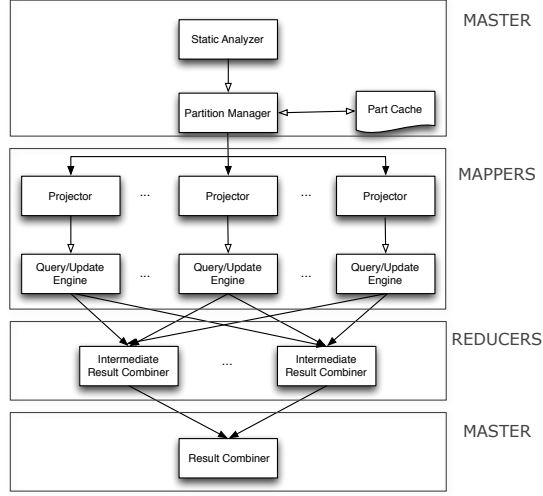 MASTER
Static Analyzer
Partition Manager
Part Cache
MAPPERS
Projector
...
Projector
...
Projector
Query/Update
Engine
...
Query/Update
Engine
...
Query/Update
Engine
REDUCERS
Intermediate
Result Combiner
...
Intermediate
Result Combiner
MASTER
Result Combiner